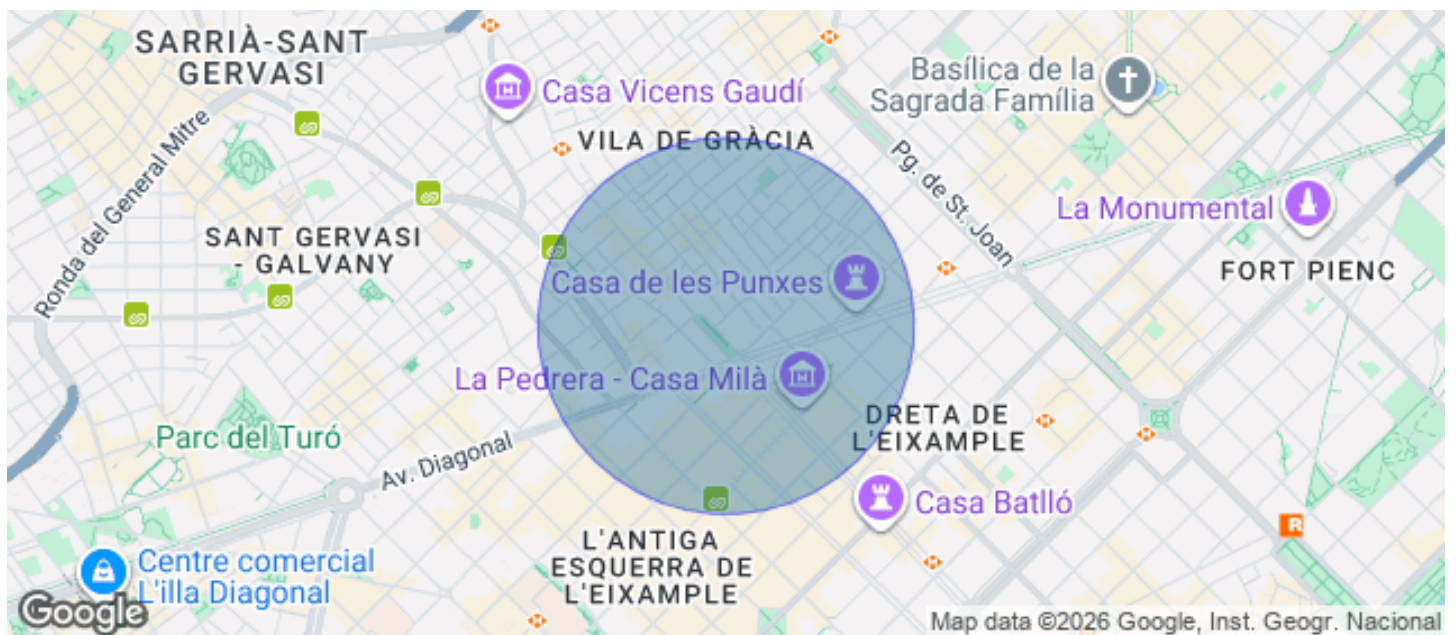 SARRIÀ-SANT
GERVASI
Casa Vicens Gaudí
Basílica de la
Sagrada Família
VILA DE GRÀCIA
Ronda del General Mitre
Pg. de St. Joan
La Monumental
SANT GERVASI
- GALVANY
FORT PIENC
Casa de les Punxes
La Pedrera - Casa Milà
DRETA DE
L'EIXAMPLE
Parc del Turó
Av. Diagonal
Casa Batlló
L'ANTIGA
ESQUERRA DE
L'EIXAMPLE
Centre comercial
L'illa Diagonal
R
Google
Map data ©2026 Google, Inst. Geogr. Nacional